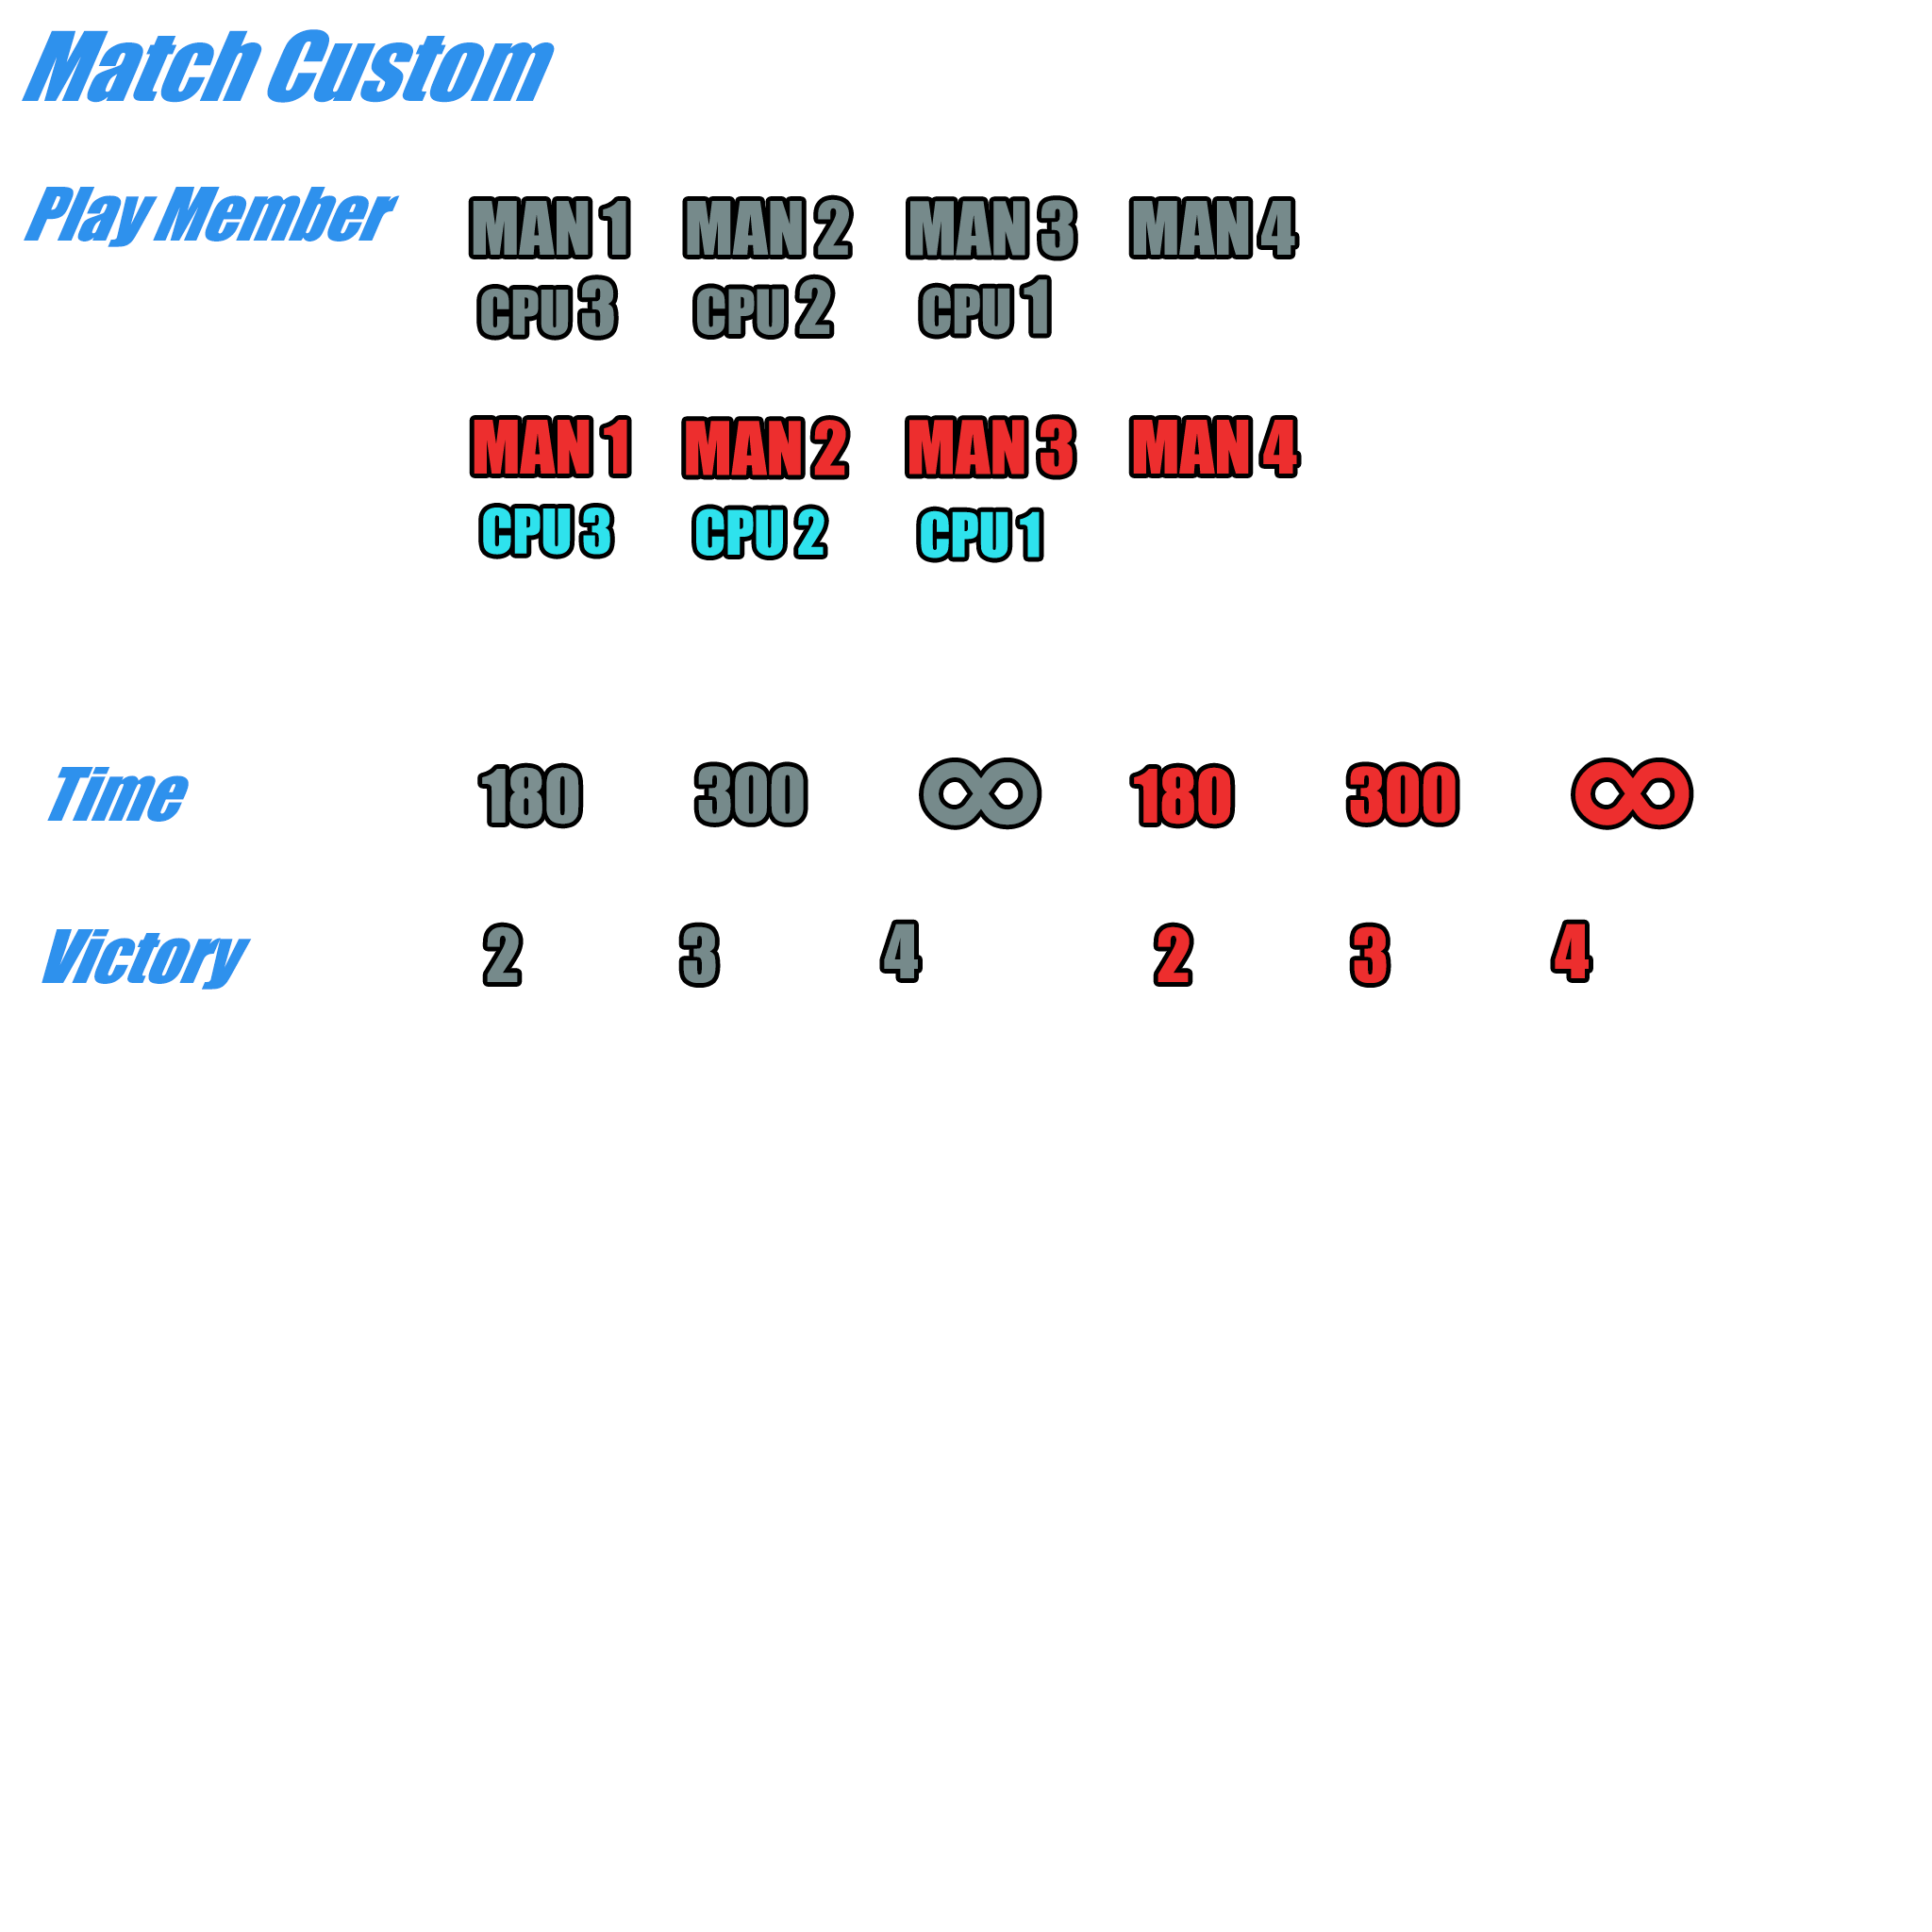 Match Custom
Play Member MAN 1 MAN 2 MAN 3 MAN 4
CPU 3 CPU 2 CPU 1
MAN 1 MAN 2 MAN 3 MAN 4
CPU 3 CPU 2 CPU 1
Time 180 300 ∞ 180 300 ∞
Victory 2 3 4 2 3 4